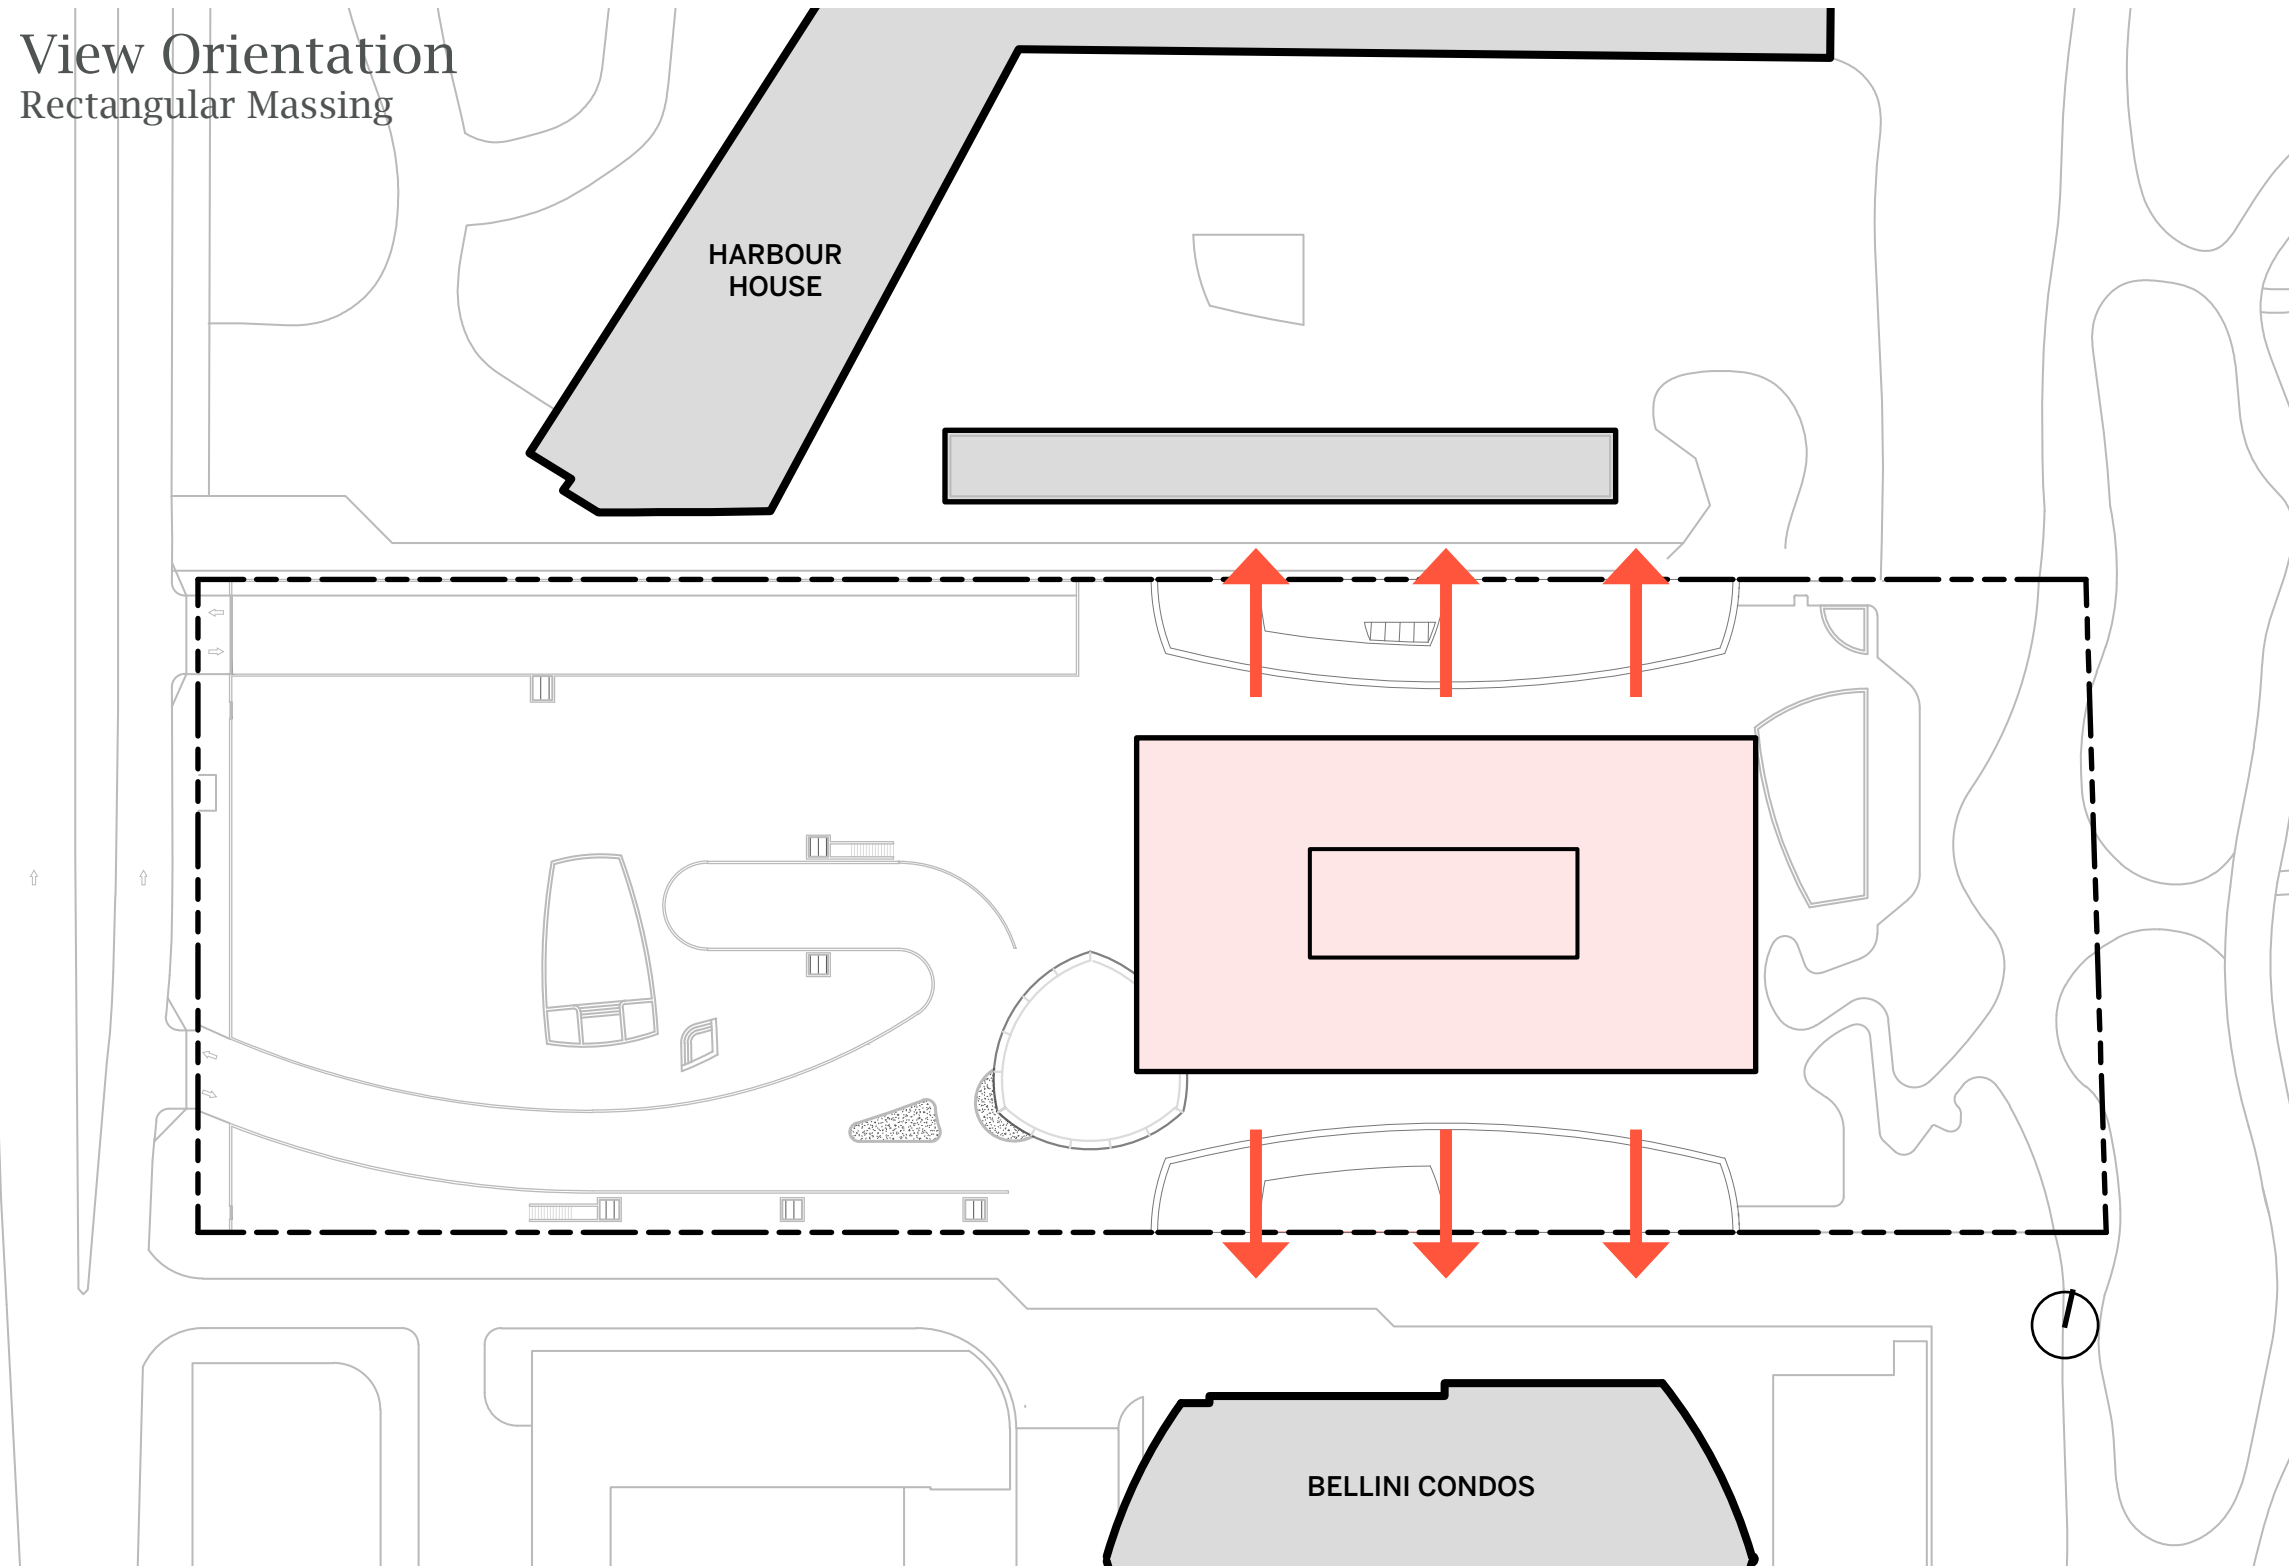 View Orientation
Rectangular Massing
HARBOUR
HOUSE
BELLINI CONDOS